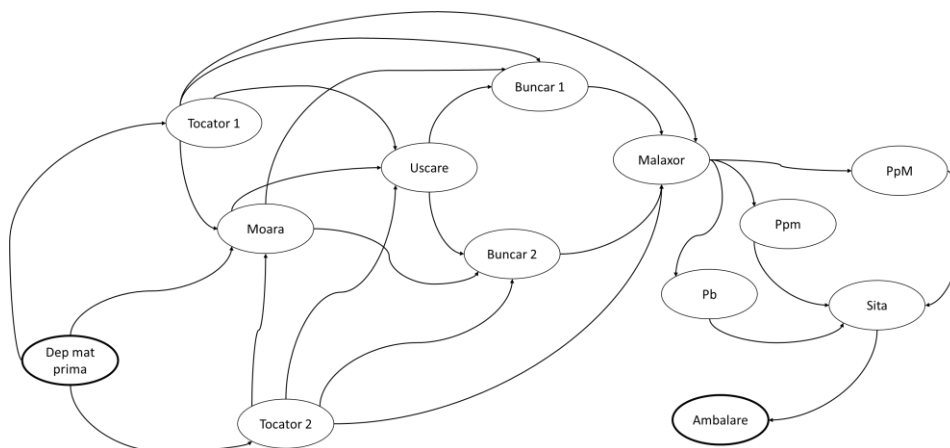 Buncar 1
Tocator 1
Malaxor
Uscare
PpM
Moara
Ppm
Buncar 2
Pb
Sita
Dep mat
prima
Tocator 2
Ambalare